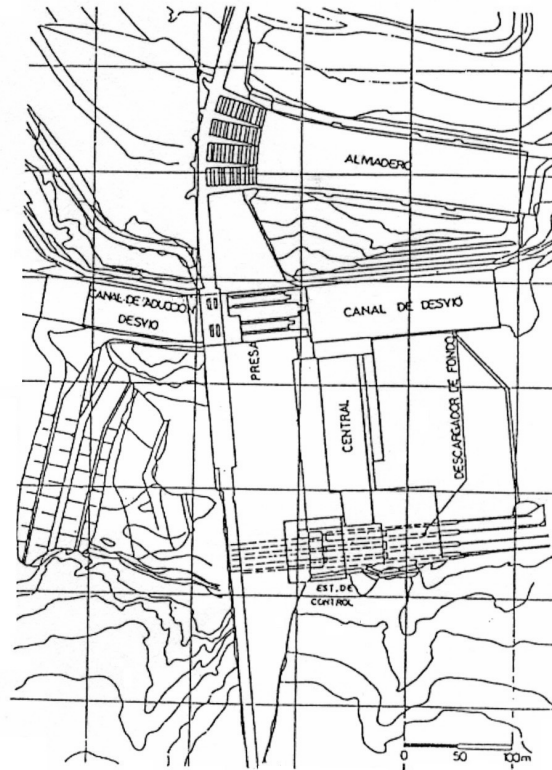 ALMADERO
CANAL-DE-ADUCCION
DESVIO
CANAL DE DESVIO
PRESA
CENTRAL
DESCARGADOR DE FONDO
EST. DE
CONTROL
0 50 100m